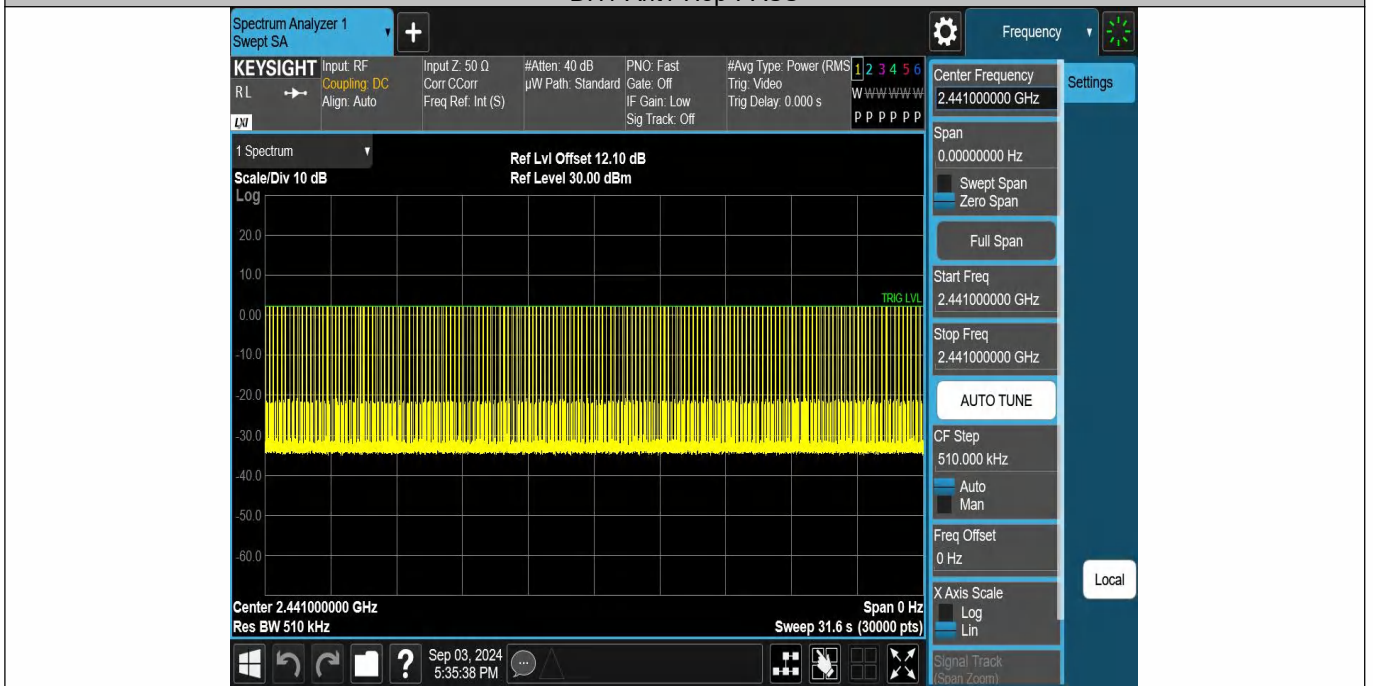 Spectrum Analyzer 1
Swept SA
+
Frequency
KEYSIGHT
RL
LXI
Input: RF
Coupling: DC
Align: Auto
Input Z: 50 Ω
Corr CCorr
Freq Ref: Int (S)
#Atten: 40 dB
µW Path: Standard
PNO: Fast
Gate: Off
IF Gain: Low
Sig Track: Off
#Avg Type: Power (RMS
Trig: Video
Trig Delay: 0.000 s
1 2 3 4 5 6
W W W W W W
P P P P P P
1 Spectrum
Scale/Div 10 dB
Ref Lvl Offset 12.10 dB
Ref Level 30.00 dBm
Log
20.0
10.0
TRIG LVL
0.00
-10.0
-20.0
-30.0
-40.0
-50.0
-60.0
Center 2.441000000 GHz
Span 0 Hz
Res BW 510 kHz
Sweep 31.6 s (30000 pts)
Center Frequency
2.441000000 GHz
Settings
Span
0.00000000 Hz
Swept Span
Zero Span
Full Span
Start Freq
2.441000000 GHz
Stop Freq
2.441000000 GHz
AUTO TUNE
CF Step
510.000 kHz
Auto
Man
Freq Offset
0 Hz
Local
X Axis Scale
Log
Lin
Signal Track
(Span Zoom)
?
Sep 03, 2024
5:35:38 PM